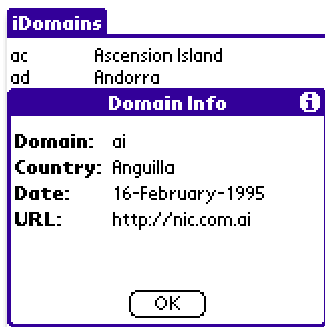 iDomains
ac Ascension Island
ad Andorra
Domain Info
Domain: ai
Country: Anguilla
Date: 16-February-1995
URL: http://nic.com.ai
OK